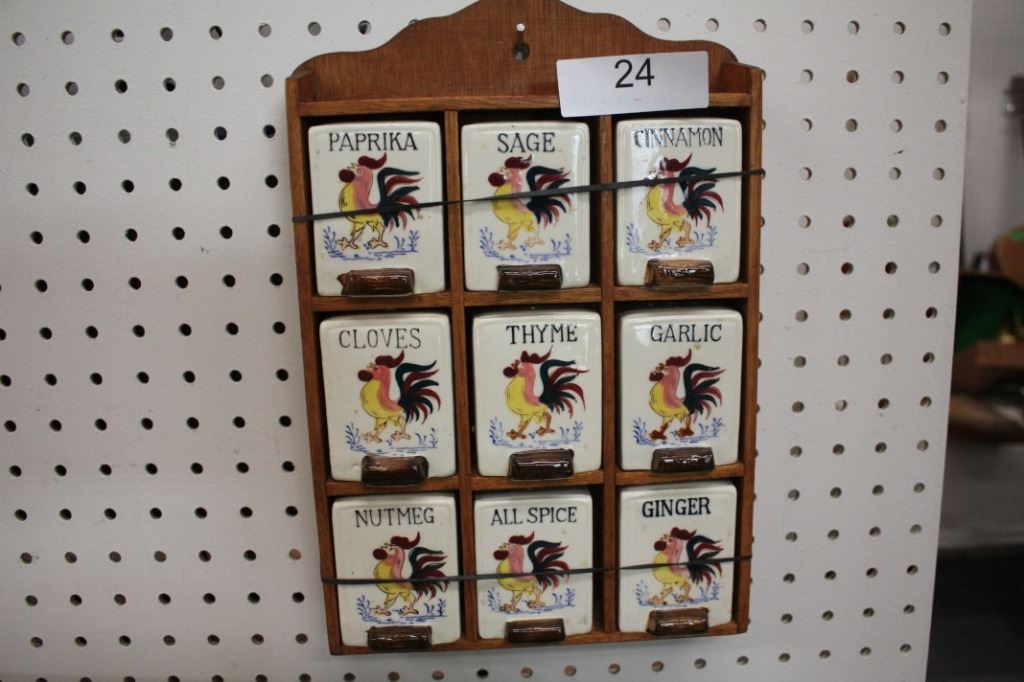 24
PAPRIKA
SAGE
CINNAMON
CLOVES
THYME
GARLIC
NUTMEG
ALL SPICE
GINGER